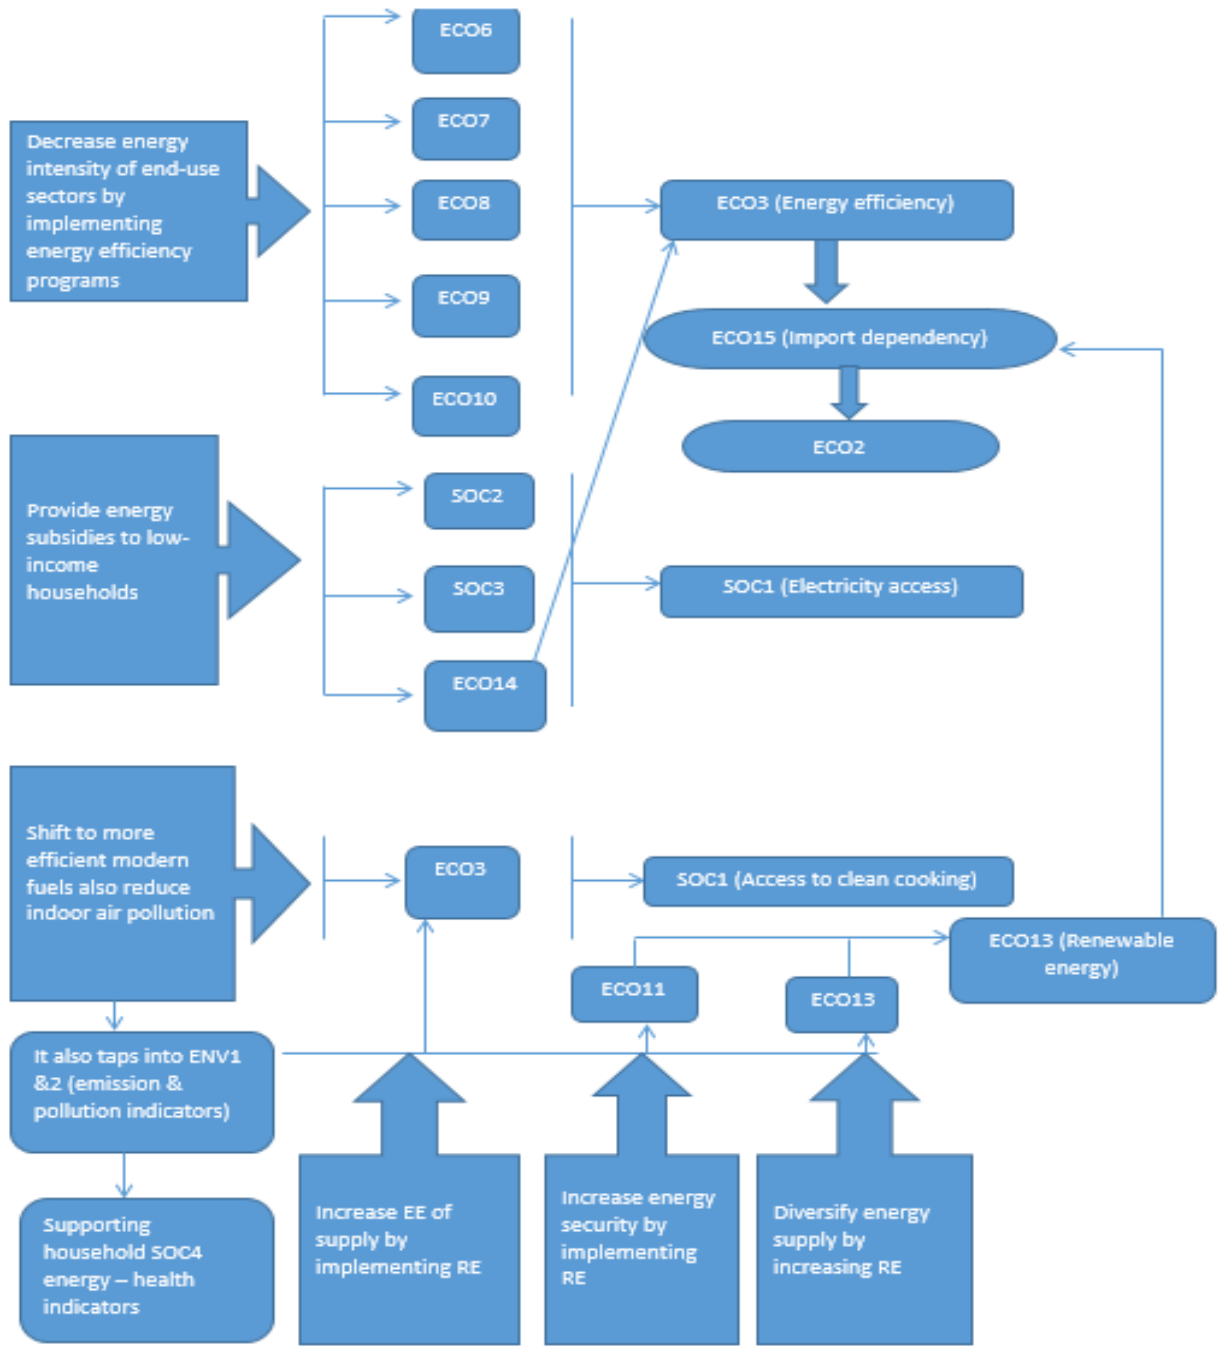 ECO6
ECO7
ECO8
ECO9
ECO10
Decrease energy
intensity of end-use
sectors by
implementing
energy efficiency
programs
ECO3 (Energy efficiency)
ECO15 (Import dependency)
ECO2
Provide energy
subsidies to low-
income
households
SOC2
SOC3
ECO14
SOC1 (Electricity access)
Shift to more
efficient modern
fuels also reduce
indoor air pollution
ECO3
SOC1 (Access to clean cooking)
ECO11
ECO13
ECO13 (Renewable
energy)
It also taps into ENV1
&2 (emission &
pollution indicators)
Supporting
household SOC4
energy – health
indicators
Increase EE of
supply by
implementing RE
Increase energy
security by
implementing
RE
Diversify energy
supply by
increasing RE